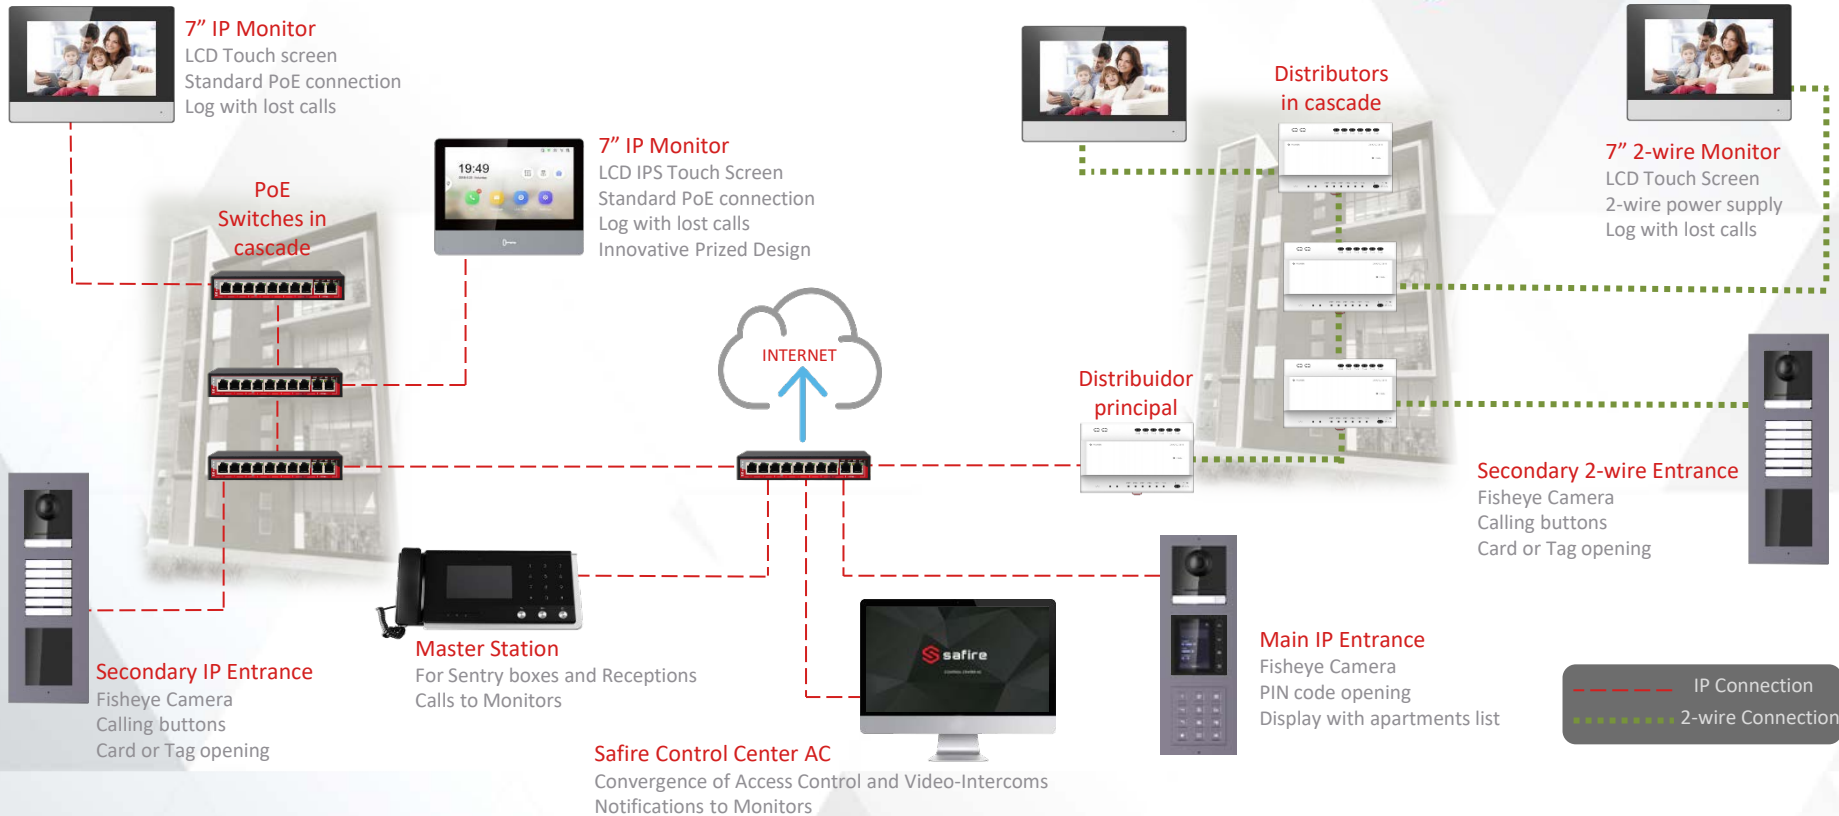 7” IP Monitor
LCD Touch screen
Standard PoE connection
Log with lost calls
PoE
Switches in
cascade
19:49
7” IP Monitor
LCD IPS Touch Screen
Standard PoE connection
Log with lost calls
Innovative Prized Design
INTERNET
Distributors
in cascade
7” 2-wire Monitor
LCD Touch Screen
2-wire power supply
Log with lost calls
Distribuidor
principal
Secondary 2-wire Entrance
Fisheye Camera
Calling buttons
Card or Tag opening
Secondary IP Entrance
Fisheye Camera
Calling buttons
Card or Tag opening
Master Station
For Sentry boxes and Receptions
Calls to Monitors
safire
CONTROL CENTER AC
Safire Control Center AC
Convergence of Access Control and Video-Intercoms
Notifications to Monitors
Main IP Entrance
Fisheye Camera
PIN code opening
Display with apartments list
IP Connection
2-wire Connection